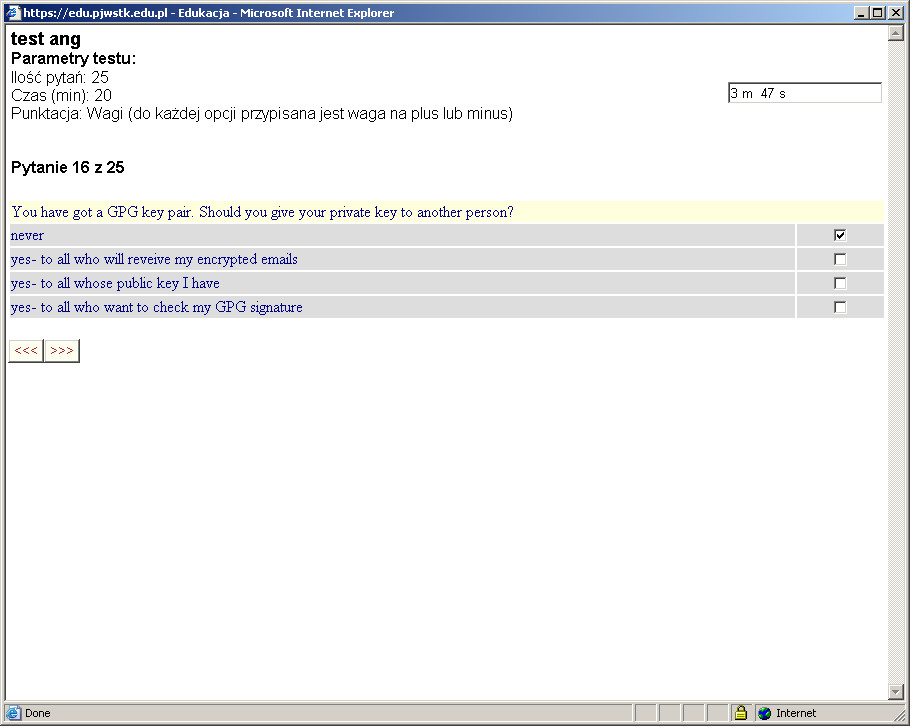 https://edu.pjwstk.edu.pl - Edukacja - Microsoft Internet Explorer
test ang
Parametry testu:
Ilość pytań: 25
Czas (min): 20
3 m 47 s
Punktacja: Wagi (do każdej opcji przypisana jest waga na plus lub minus)
Pytanie 16 z 25
You have got a GPG key pair. Should you give your private key to another person?
never
yes- to all who will reveive my encrypted emails
yes- to all whose public key I have
yes- to all who want to check my GPG signature
<<< >>>
Done Internet